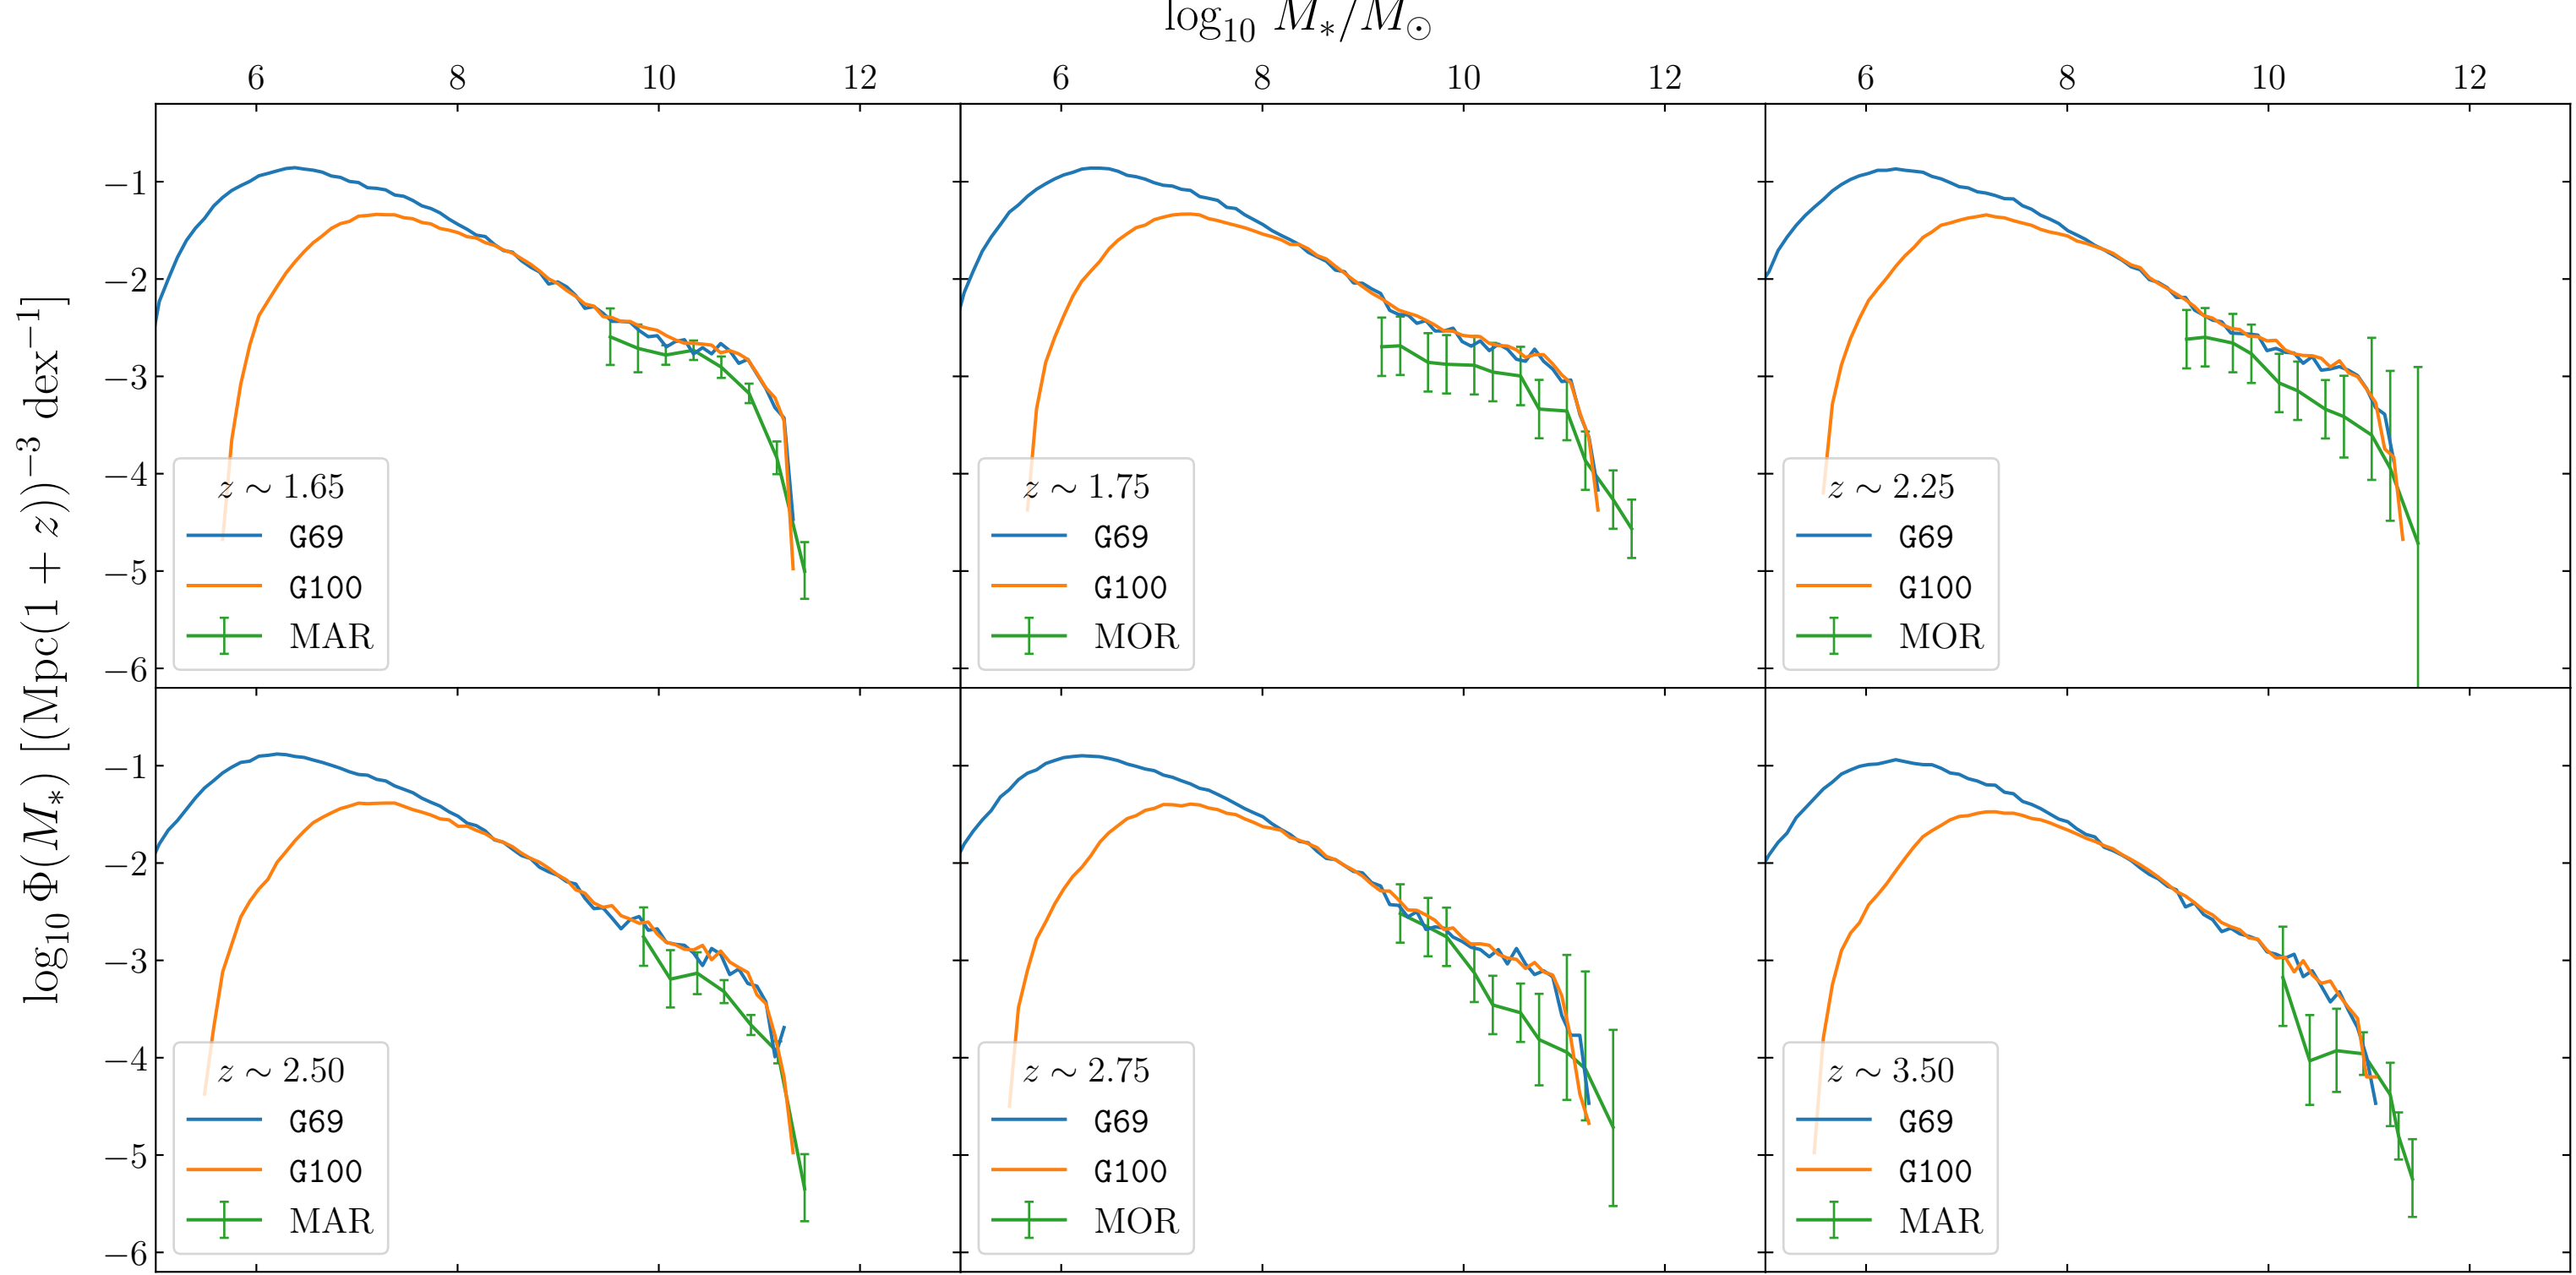 log₁₀ M∗/M⊙
6 8 10 12 6 8 10 12 6 8 10 12
log₁₀ Φ(M∗) [(Mpc(1 + z))⁻³ dex⁻¹]
−1
−2
−3
−4
−5
−6
z ∼ 1.65
G69
G100
MAR
z ∼ 1.75
G69
G100
MOR
z ∼ 2.25
G69
G100
MOR
−1
−2
−3
−4
−5
−6
z ∼ 2.50
G69
G100
MAR
z ∼ 2.75
G69
G100
MOR
z ∼ 3.50
G69
G100
MAR